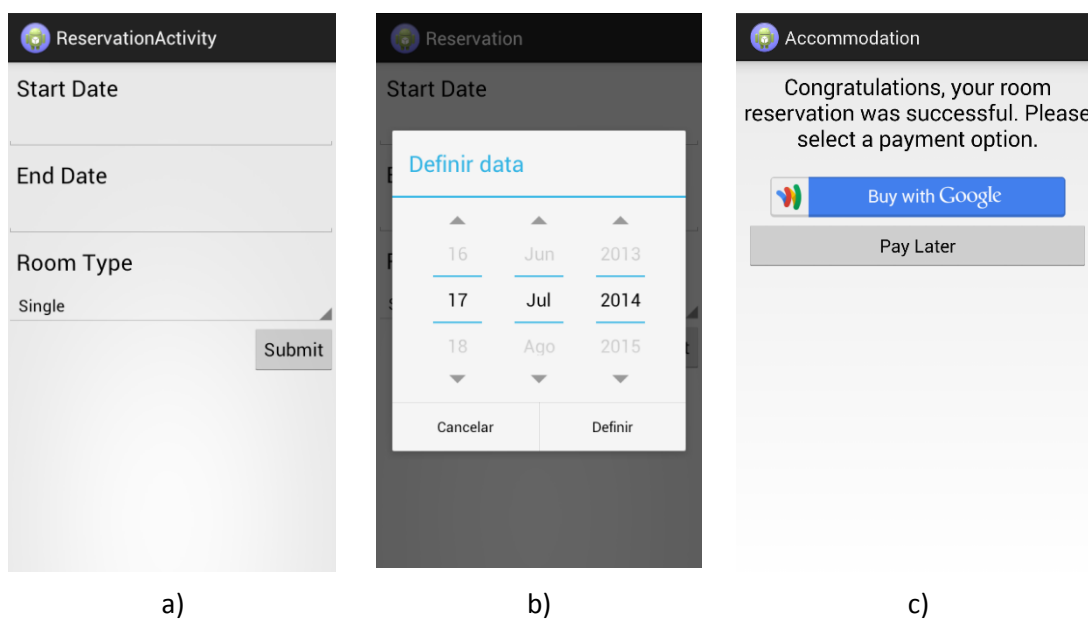 ReservationActivity
Start Date
End Date
Room Type
Single
Submit
a)
Reservation
Start Date
Definir data
16 Jun 2013
17 Jul 2014
18 Ago 2015
Cancelar Definir
b)
Accommodation
Congratulations, your room
reservation was successful. Please
select a payment option.
Buy with Google
Pay Later
c)